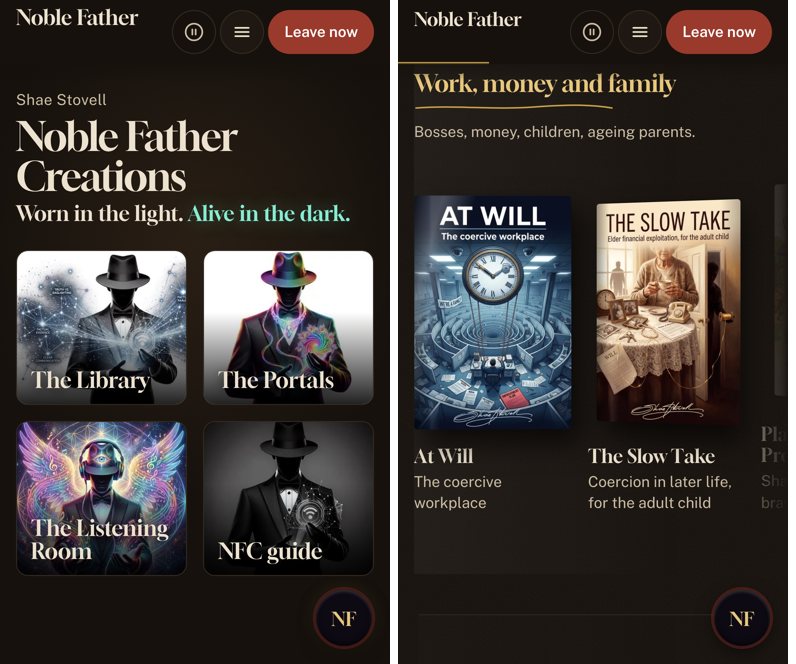 Noble Father
Leave now
Shae Stovell
Noble Father
Creations
Worn in the light. Alive in the dark.
The Library
The Portals
The Listening
Room
NFC guide
NF
Noble Father
Leave now
Work, money and family
Bosses, money, children, ageing parents.
AT WILL
The coercive workplace
THE SLOW TAKE
Elder financial exploitation, for the adult child
WILL
At Will
The coercive
workplace
The Slow Take
Coercion in later life,
for the adult child
NF